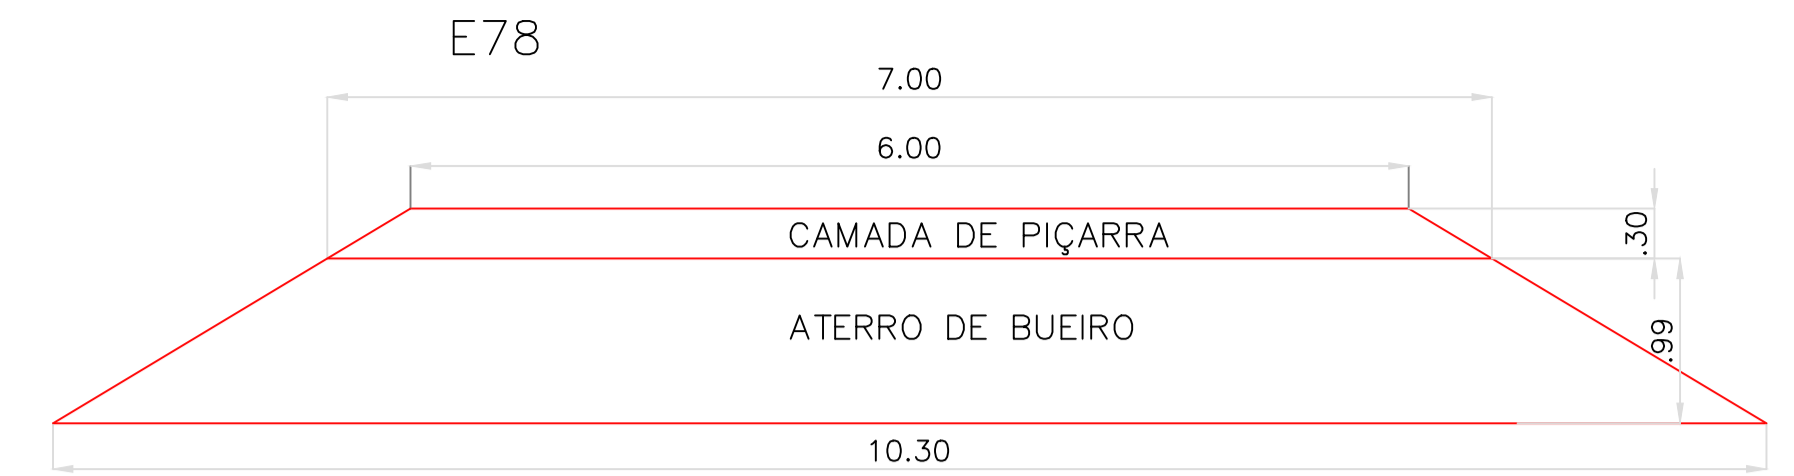 E78
7.00
6.00
CAMADA DE PIÇARRA
.30
ATERRO DE BUEIRO
.99
10.30